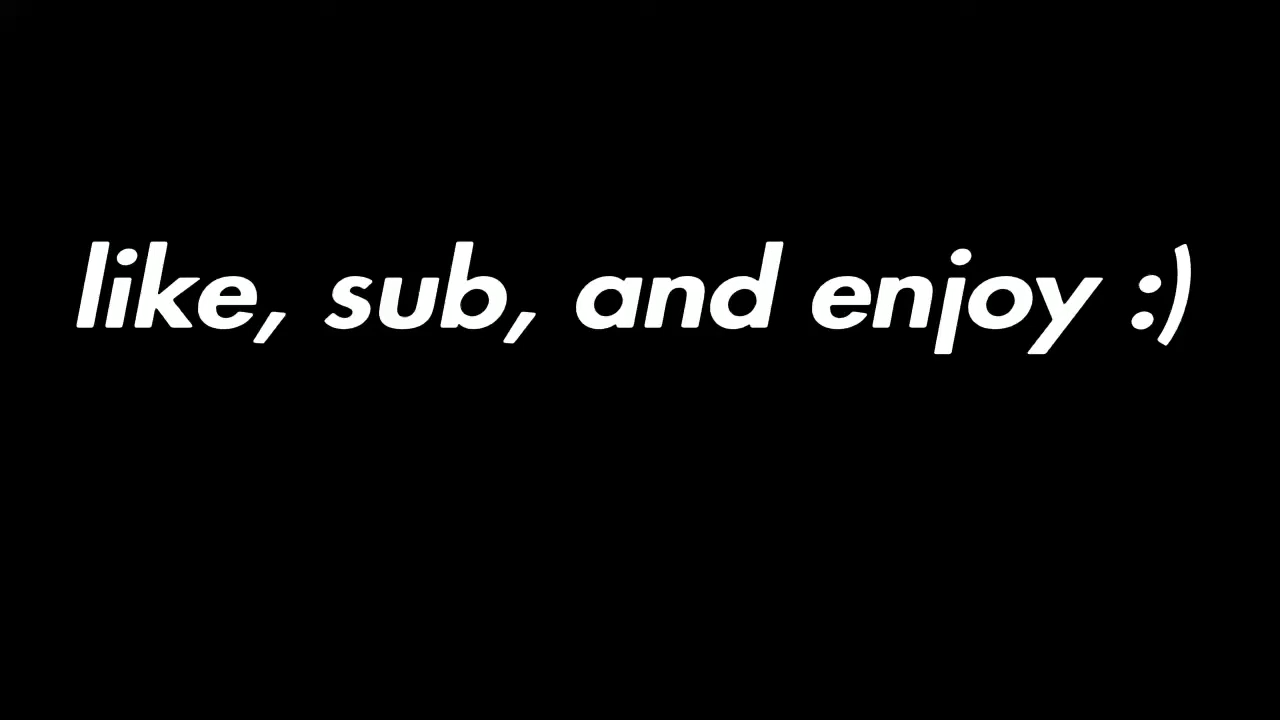 like, sub, and enjoy :)